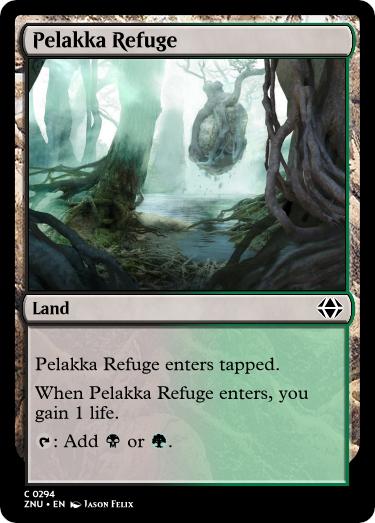 Pelakka Refuge
Land
Pelakka Refuge enters tapped.
When Pelakka Refuge enters, you
gain 1 life.
: Add or .
C 0294
ZNU • EN Jason Felix